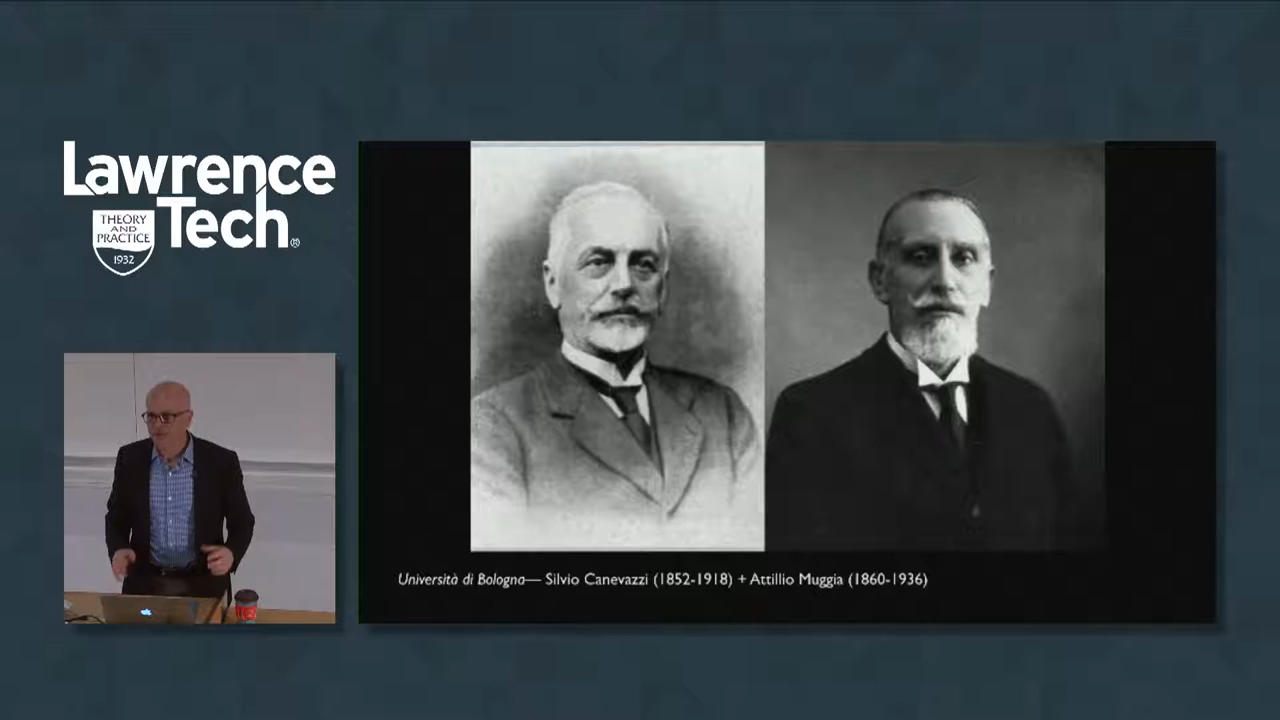 Lawrence
Tech®
THEORY
AND
PRACTICE
1932
Università di Bologna— Silvio Canevazzi (1852-1918) + Attillio Muggia (1860-1936)